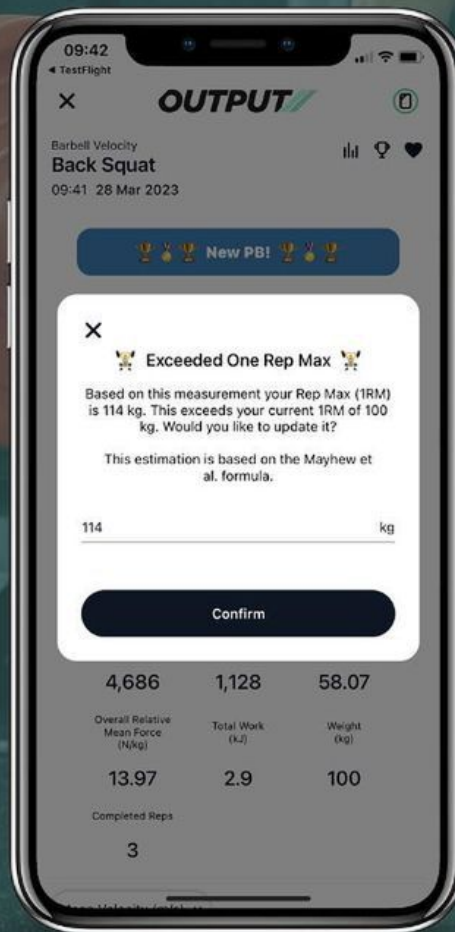 09:42
TestFlight
OUTPUT
Barbell Velocity
Back Squat
09:41 28 Mar 2023
New PB!
Exceeded One Rep Max
Based on this measurement your Rep Max (1RM)
is 114 kg. This exceeds your current 1RM of 100
kg. Would you like to update it?
This estimation is based on the Mayhew et
al. formula.
114 kg
Confirm
4,686 1,128 58.07
Overall Relative
Mean Force
(N/kg)
Total Work
(kJ)
Weight
(kg)
13.97 2.9 100
Completed Reps
3
Mean Velocity (m/s)